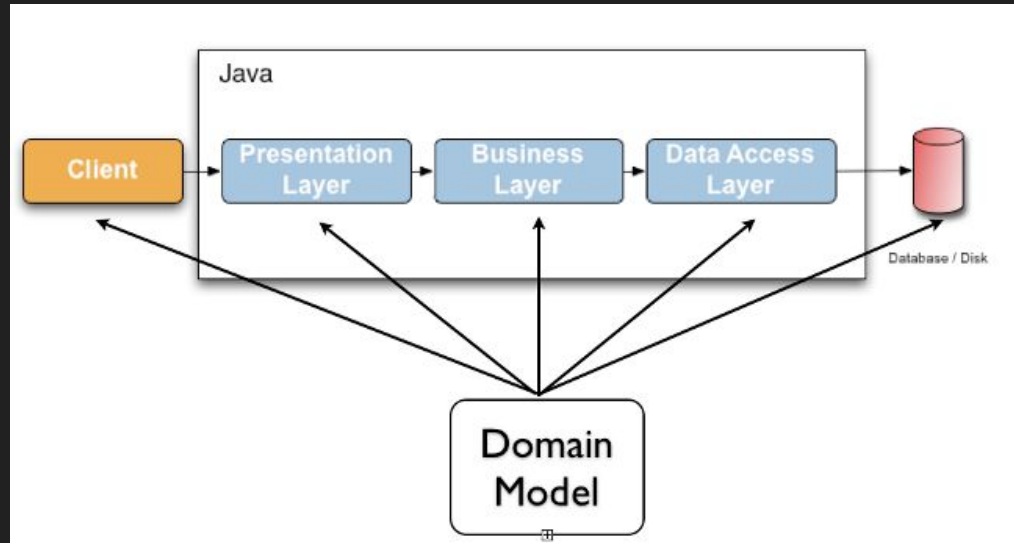 Java
Client
Presentation
Layer
Business
Layer
Data Access
Layer
Database / Disk
Domain
Model